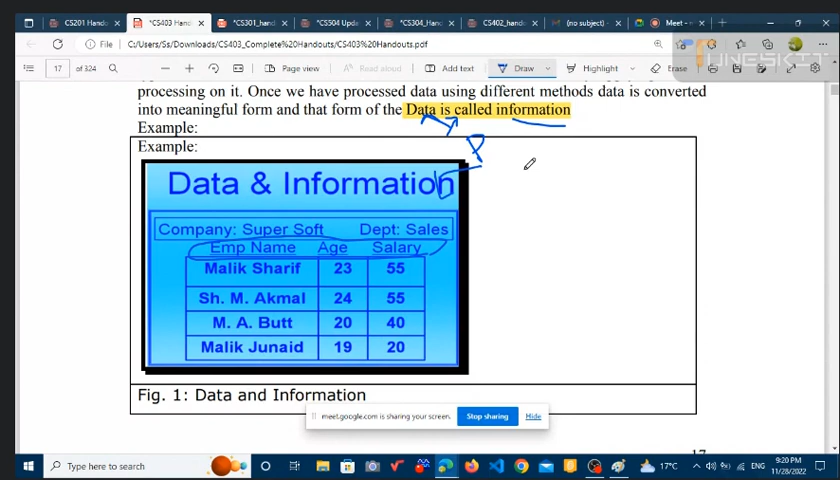 CS201 Hando
*CS403 Hando
*CS301_hand
*CS504 Upda
*CS304_Hand
CS402_handou
(no subject) -
Meet -
File
C:/Users/Ss/Downloads/CS403_Complete%20Handouts/CS403%20Handouts.pdf
17 of 324
Page view
Read aloud
Add text
Draw
Highlight
Erase
TUNESKIT
processing on it. Once we have processed data using different methods data is converted
into meaningful form and that form of the Data is called information
Example:
Example:
P
Data & Information
Company: Super Soft Dept: Sales
Emp Name Age Salary
Malik Sharif 23 55
Sh. M. Akmal 24 55
M. A. Butt 20 40
Malik Junaid 19 20
Fig. 1: Data and Information
meet.google.com is sharing your screen.
Stop sharing
Hide
Type here to search
17°C
9:20 PM
11/28/2022